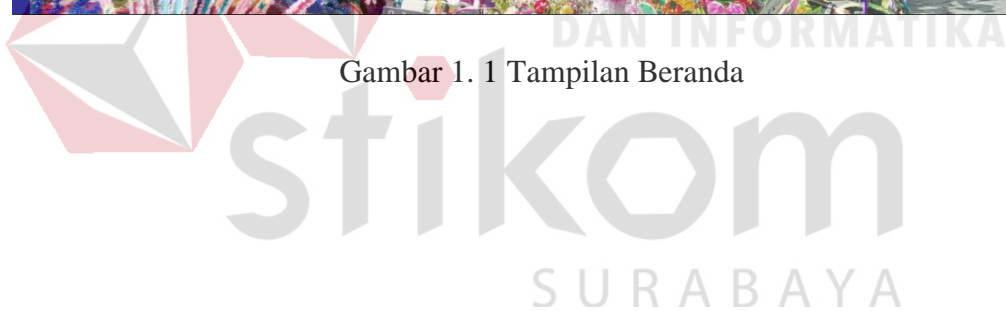 DAN INFORMATIKA
Gambar 1. 1 Tampilan Beranda
stikom
SURABAYA